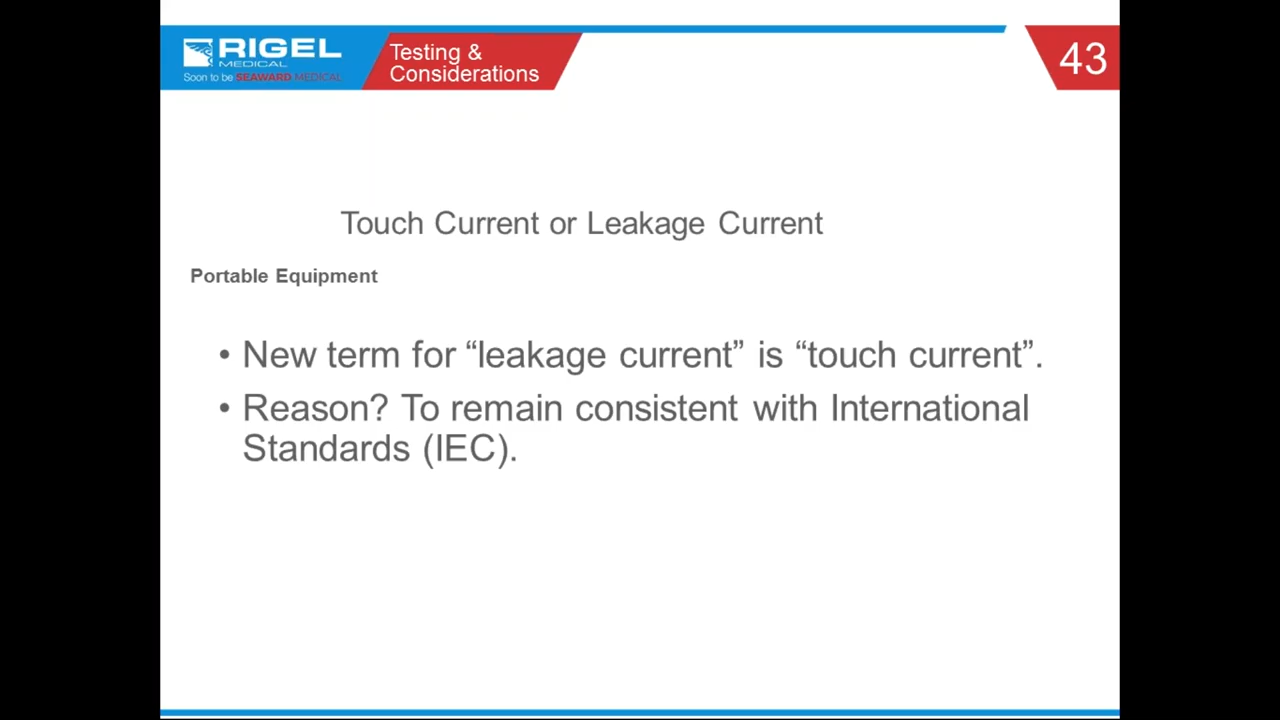 RIGEL
MEDICAL
Soon to be SEAWARD MEDICAL
Testing &
Considerations
43
Touch Current or Leakage Current
Portable Equipment
• New term for “leakage current” is “touch current”.
• Reason? To remain consistent with International
Standards (IEC).